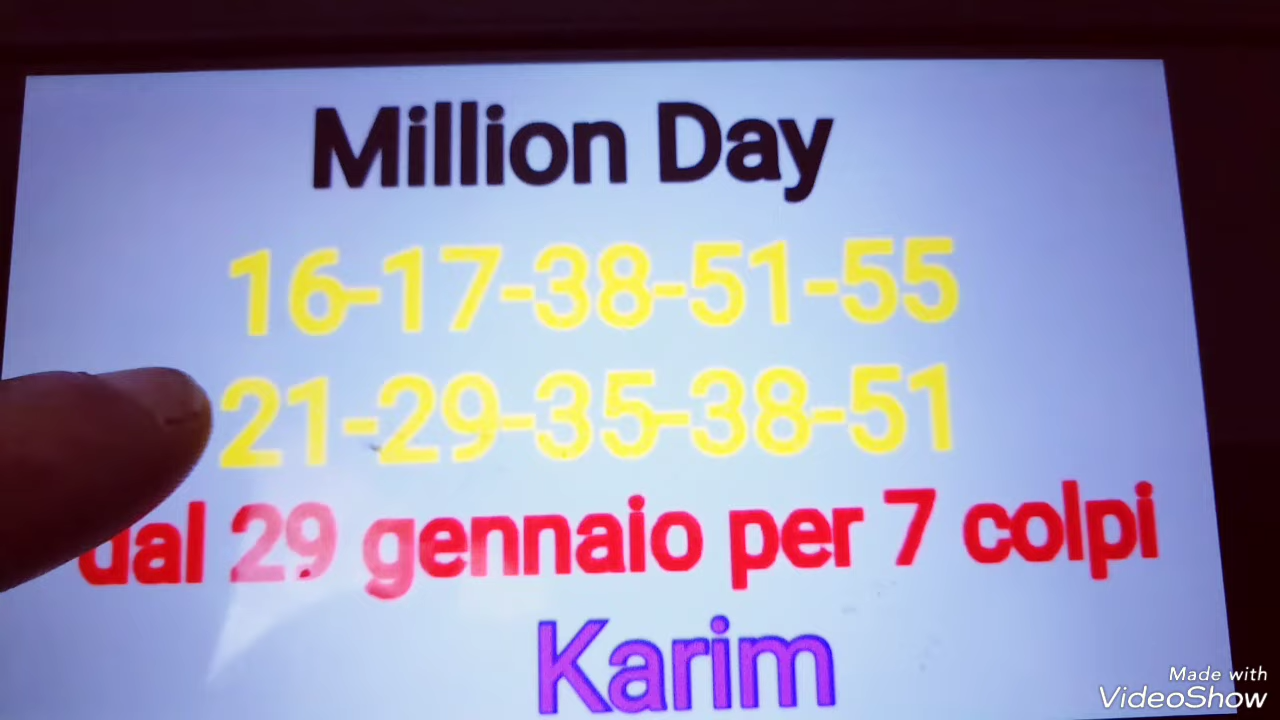 Million Day
16-17-38-51-55
21-29-35-38-51
dal 29 gennaio per 7 colpi
Karim
Made with
VideoShow